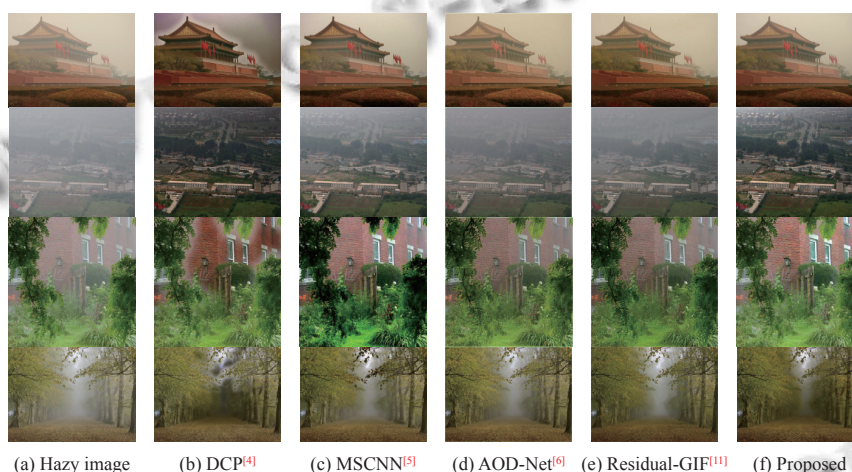 (a) Hazy image (b) DCP[4] (c) MSCNN[5] (d) AOD-Net[6] (e) Residual-GIF[11] (f) Proposed